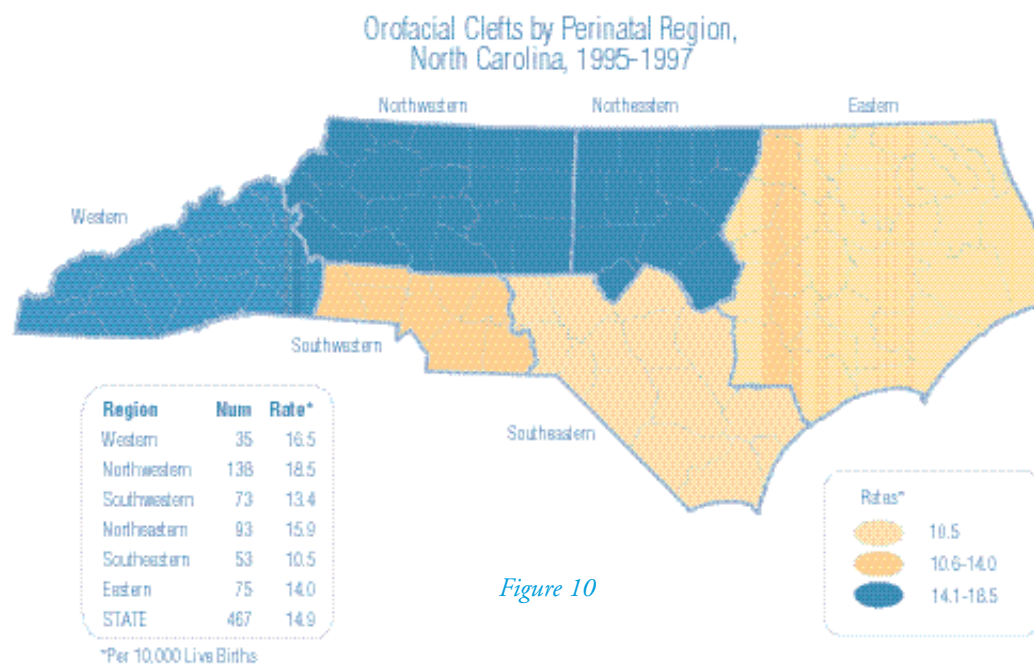 Orofacial Clefts by Perinatal Region,
North Carolina, 1995-1997
Northwestern
Northeastern
Eastern
Western
Southwestern
Southeastern
Region Num Rate*
Western 35 16.5
Northwestern 138 18.5
Southwestern 73 13.4
Northeastern 93 15.9
Southeastern 53 10.5
Eastern 75 14.0
STATE 467 14.9
*Per 10,000 Live Births
Figure 10
Rates*
10.5
10.6-14.0
14.1-18.5